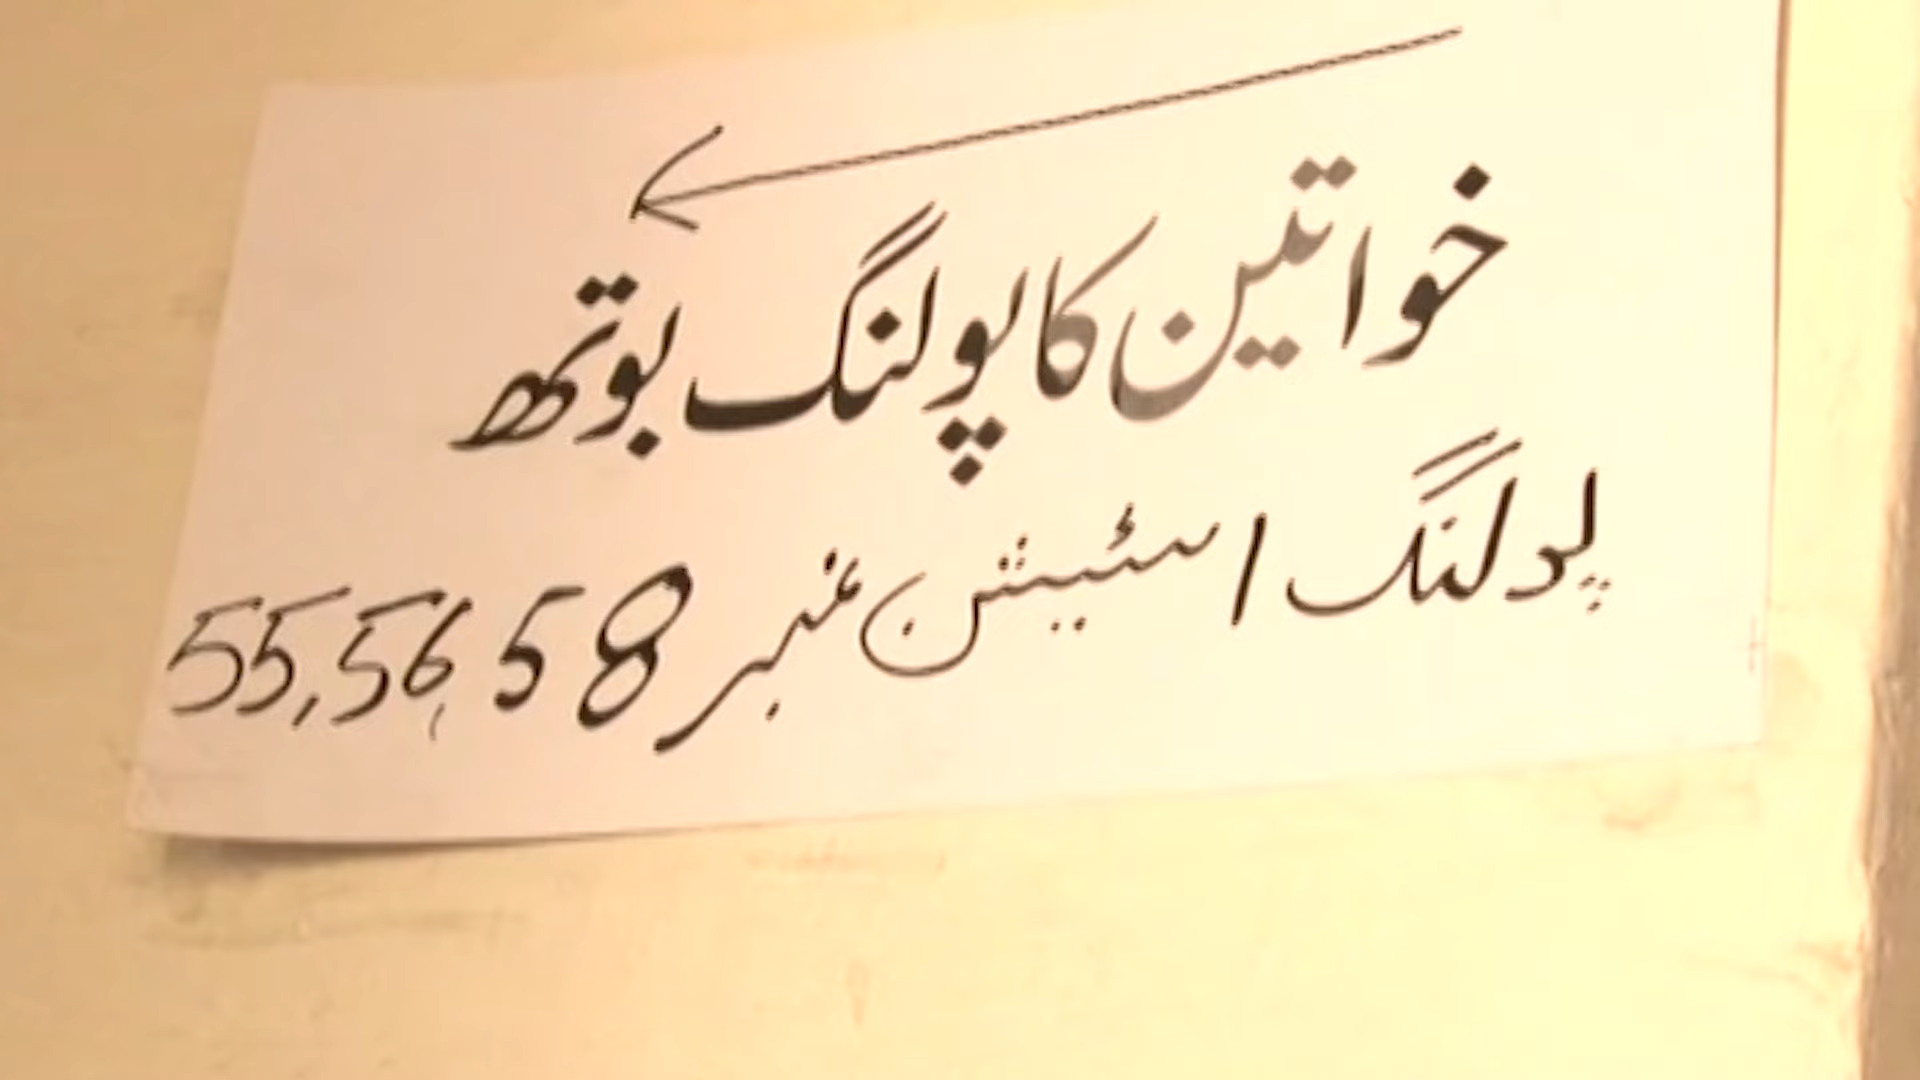 خواتین کا پولنگ بوتھ
پولنگ اسٹیشن نمبر 58 55,56,